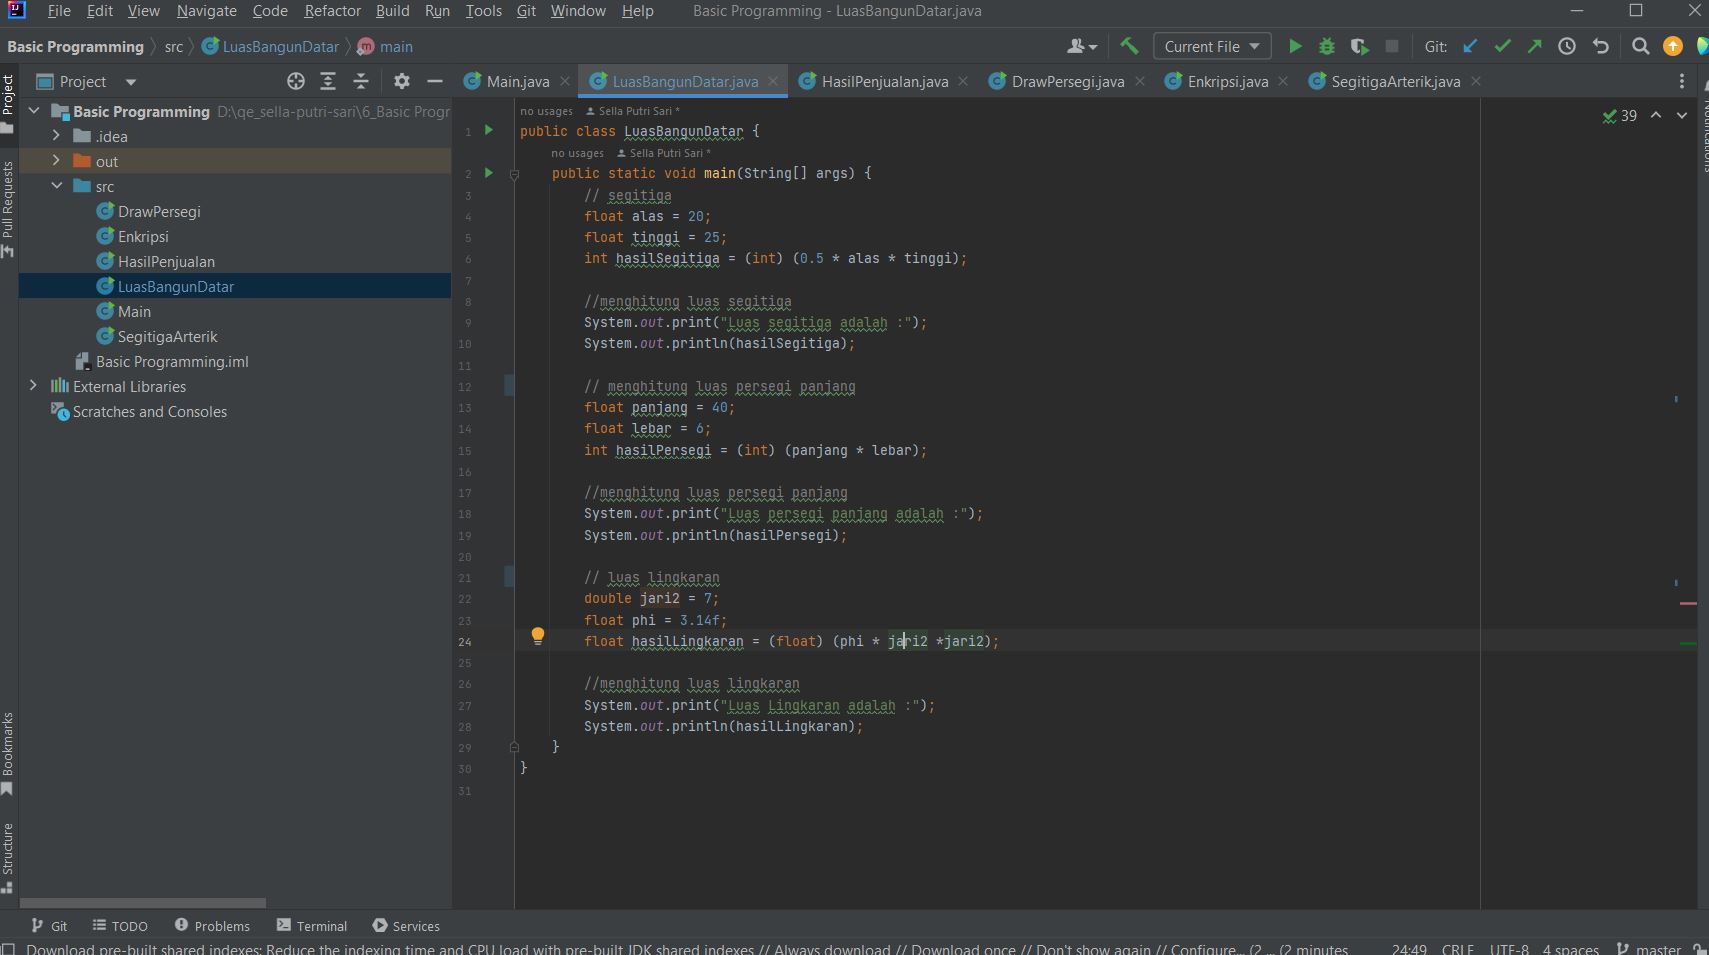 File Edit View Navigate Code Refactor Build Run Tools Git Window Help Basic Programming - LuasBangunDatar.java
Basic Programming src LuasBangunDatar main Current File Git:
Project Main.java LuasBangunDatar.java HasilPenjualan.java DrawPersegi.java Enkripsi.java SegitigaArterik.java
Project
Pull Requests
Bookmarks
Structure
Basic Programming D:\qe_sella-putri-sari\6_Basic Progr
.idea
out
src
DrawPersegi
Enkripsi
HasilPenjualan
LuasBangunDatar
Main
SegitigaArterik
Basic Programming.iml
External Libraries
Scratches and Consoles
no usages Sella Putri Sari *
39
1 public class LuasBangunDatar {
no usages Sella Putri Sari *
2 public static void main(String[] args) {
3 // segitiga
4 float alas = 20;
5 float tinggi = 25;
6 int hasilSegitiga = (int) (0.5 * alas * tinggi);
7
8 //menghitung luas segitiga
9 System.out.print("Luas segitiga adalah :");
10 System.out.println(hasilSegitiga);
11
12 // menghitung luas persegi panjang
13 float panjang = 40;
14 float lebar = 6;
15 int hasilPersegi = (int) (panjang * lebar);
16
17 //menghitung luas persegi panjang
18 System.out.print("Luas persegi panjang adalah :");
19 System.out.println(hasilPersegi);
20
21 // luas lingkaran
22 double jari2 = 7;
23 float phi = 3.14f;
24 float hasilLingkaran = (float) (phi * jari2 *jari2);
25
26 //menghitung luas lingkaran
27 System.out.print("Luas Lingkaran adalah :");
28 System.out.println(hasilLingkaran);
29 }
30 }
31
Notifications
Git TODO Problems Terminal Services
Download pre-built shared indexes: Reduce the indexing time and CPU load with pre-built JDK shared indexes // Always download // Download once // Don't show again // Configure... (2 ... (2 minutes 24:49 CRLF UTF-8 4 spaces master